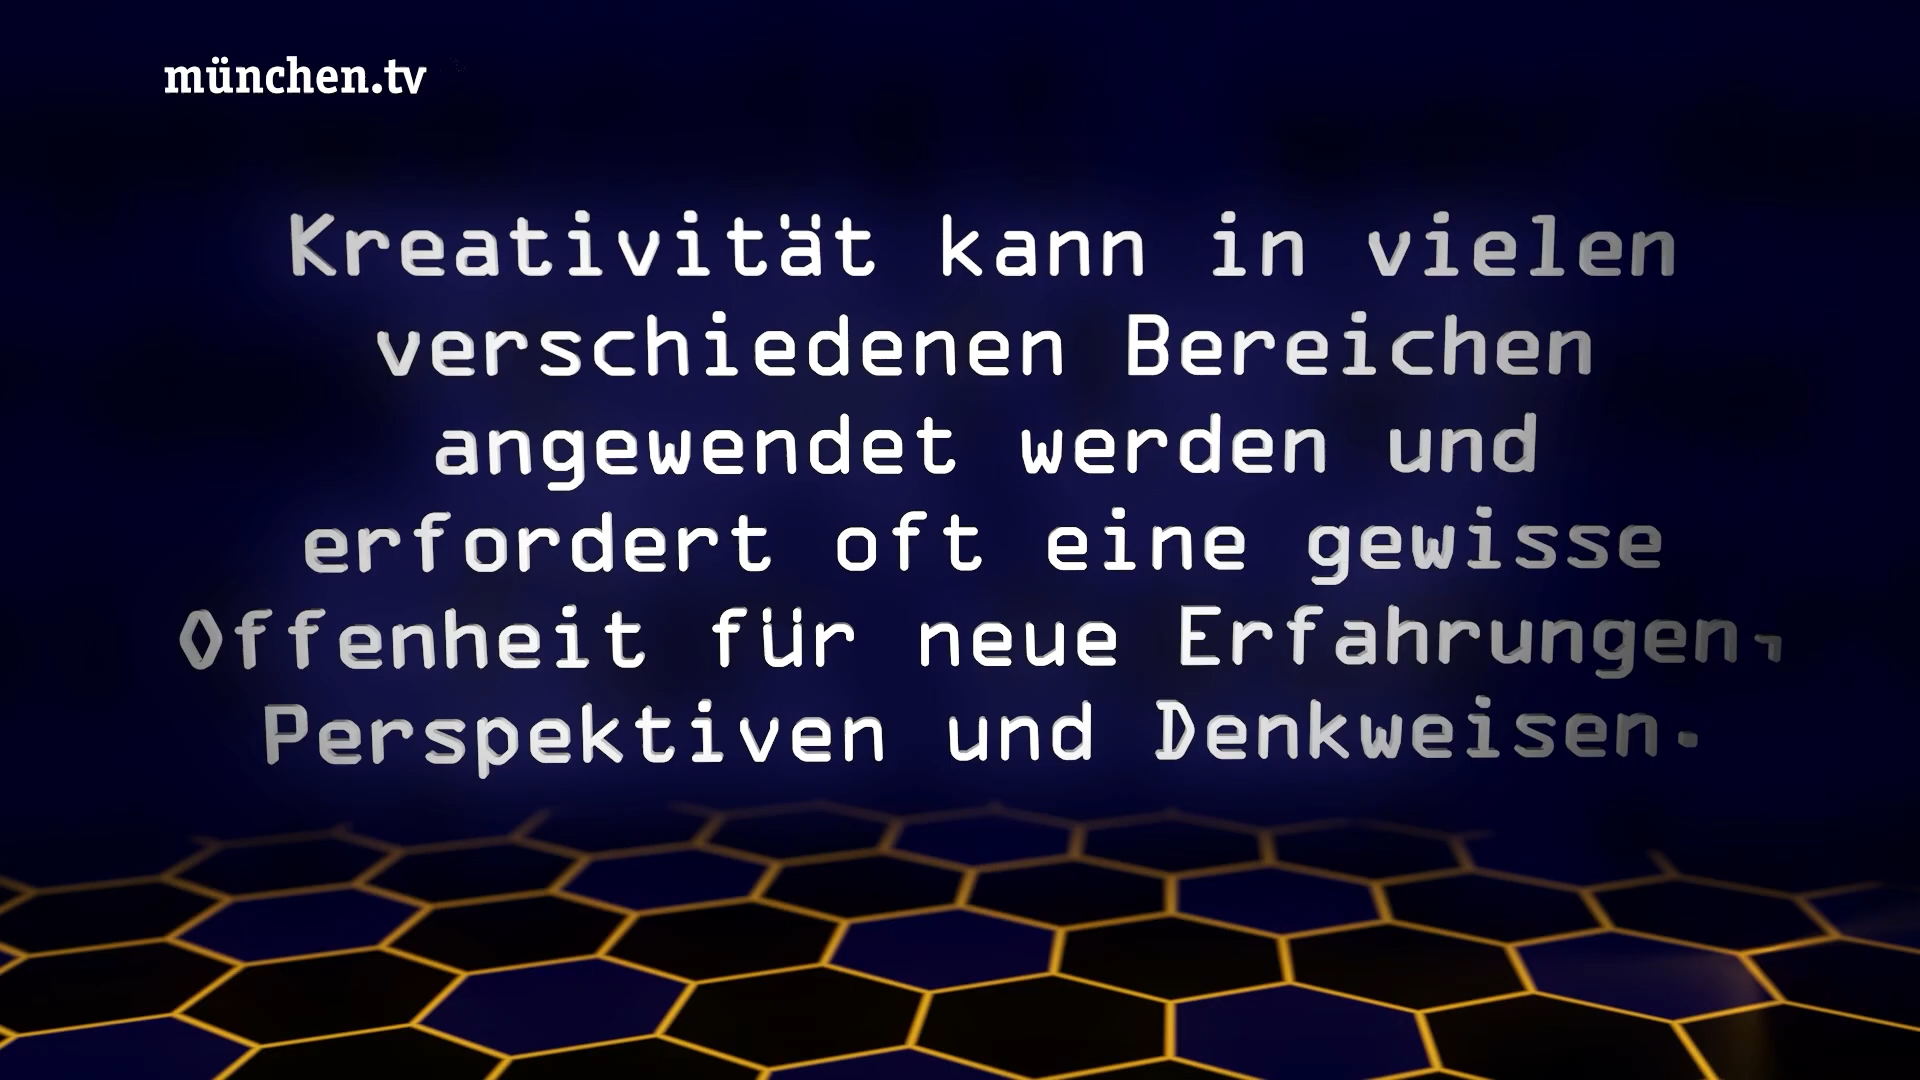 münchen.tv
Kreativität kann in vielen
verschiedenen Bereichen
angewendet werden und
erfordert oft eine gewisse
Offenheit für neue Erfahrungen,
Perspektiven und Denkweisen.